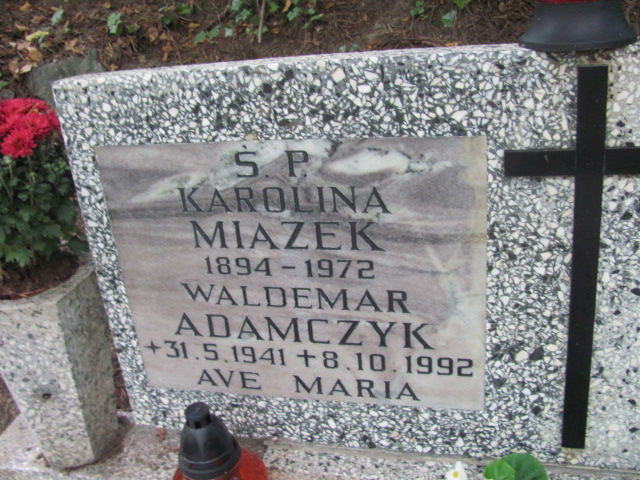 Ś. P.
KAROLINA
MIAZEK
1894 - 1972
WALDEMAR
ADAMCZYK
+31.5.1941 +8.10.1992
AVE MARIA